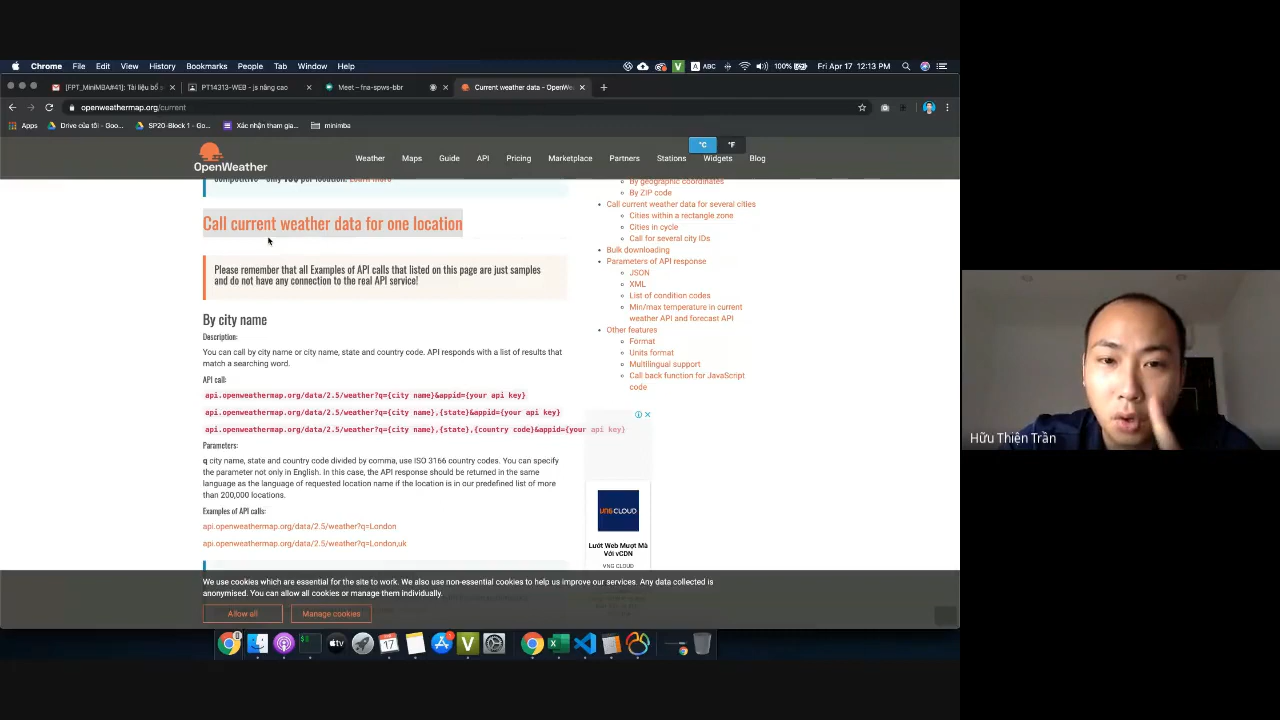 Chrome File Edit View History Bookmarks People Tab Window Help
ABC 100% Fri Apr 17 12:13 PM
[FPT_MiniMBA#41]: Tài liệu bổ s
PT14313-WEB - js nâng cao
Meet – fna-spws-bbr
Current weather data - OpenWe
openweathermap.org/current
Apps
Drive của tôi - Goo...
SP20-Block 1 - Go...
Xác nhận tham gia...
minimba
°C °F
OpenWeather
Weather Maps Guide API Pricing Marketplace Partners Stations Widgets Blog
Call current weather data for one location
Please remember that all Examples of API calls that listed on this page are just samples
and do not have any connection to the real API service!
By city name
Description:
You can call by city name or city name, state and country code. API responds with a list of results that
match a searching word.
API call:
api.openweathermap.org/data/2.5/weather?q={city name}&appid={your api key}
api.openweathermap.org/data/2.5/weather?q={city name},{state}&appid={your api key}
api.openweathermap.org/data/2.5/weather?q={city name},{state},{country code}&appid={your api key}
Parameters:
q city name, state and country code divided by comma, use ISO 3166 country codes. You can specify
the parameter not only in English. In this case, the API response should be returned in the same
language as the language of requested location name if the location is in our predefined list of more
than 200,000 locations.
Examples of API calls:
api.openweathermap.org/data/2.5/weather?q=London
api.openweathermap.org/data/2.5/weather?q=London,uk
By geographic coordinates
By ZIP code
Call current weather data for several cities
Cities within a rectangle zone
Cities in cycle
Call for several city IDs
Bulk downloading
Parameters of API response
JSON
XML
List of condition codes
Min/max temperature in current
weather API and forecast API
Other features
Format
Units format
Multilingual support
Call back function for JavaScript
code
VNG CLOUD
Lướt Web Mượt Mà
Với vCDN
VNG CLOUD
We use cookies which are essential for the site to work. We also use non-essential cookies to help us improve our services. Any data collected is
anonymised. You can allow all cookies or manage them individually.
Allow all
Manage cookies
17
Hữu Thiện Trần